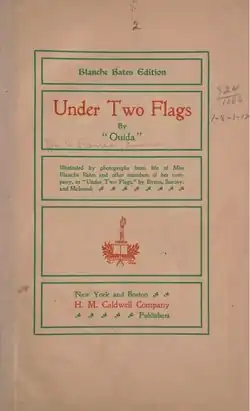 2
Blanche Bates Edition
Under Two Flags
By
"Ouida"
Illustrated by photographs from life of Miss
Blanche Bates and other members of her com-
pany, in "Under Two Flags," by Byron, Sarony,
and McIntosh
New York and Boston
H. M. Caldwell Company
Publishers